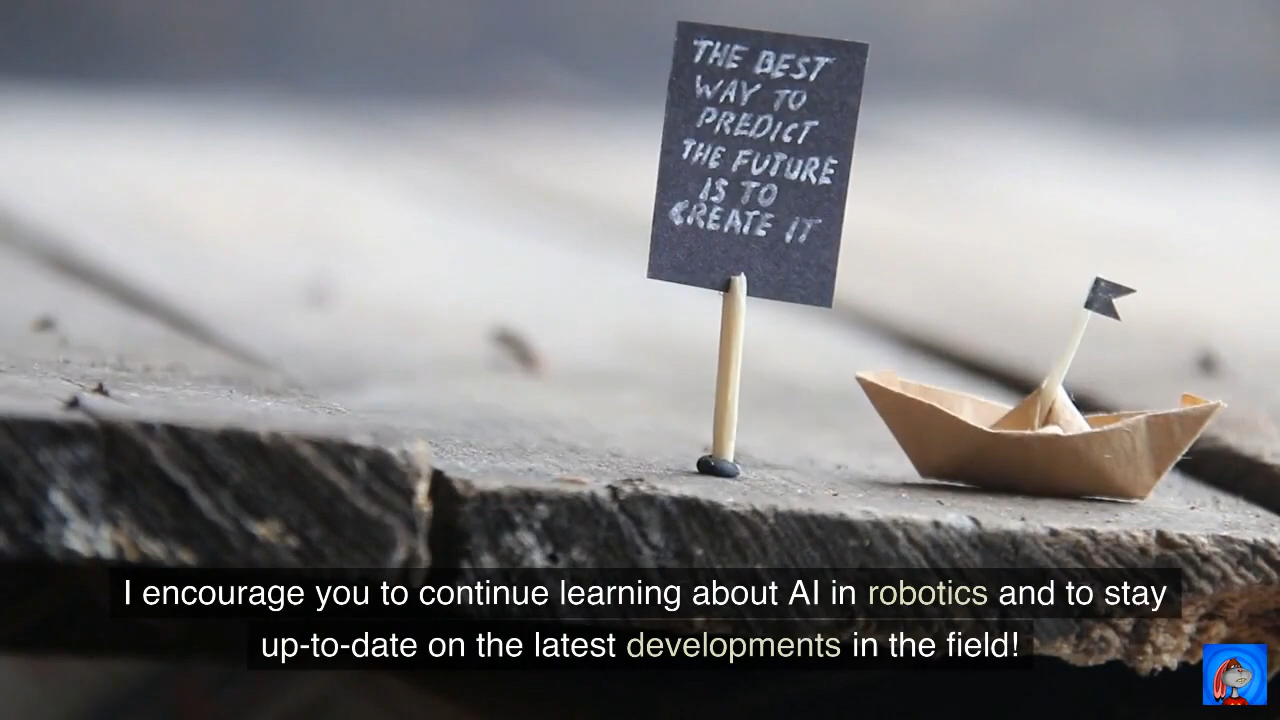 THE BEST
WAY TO
PREDICT
THE FUTURE
IS TO
CREATE IT
I encourage you to continue learning about AI in robotics and to stay
up-to-date on the latest developments in the field!